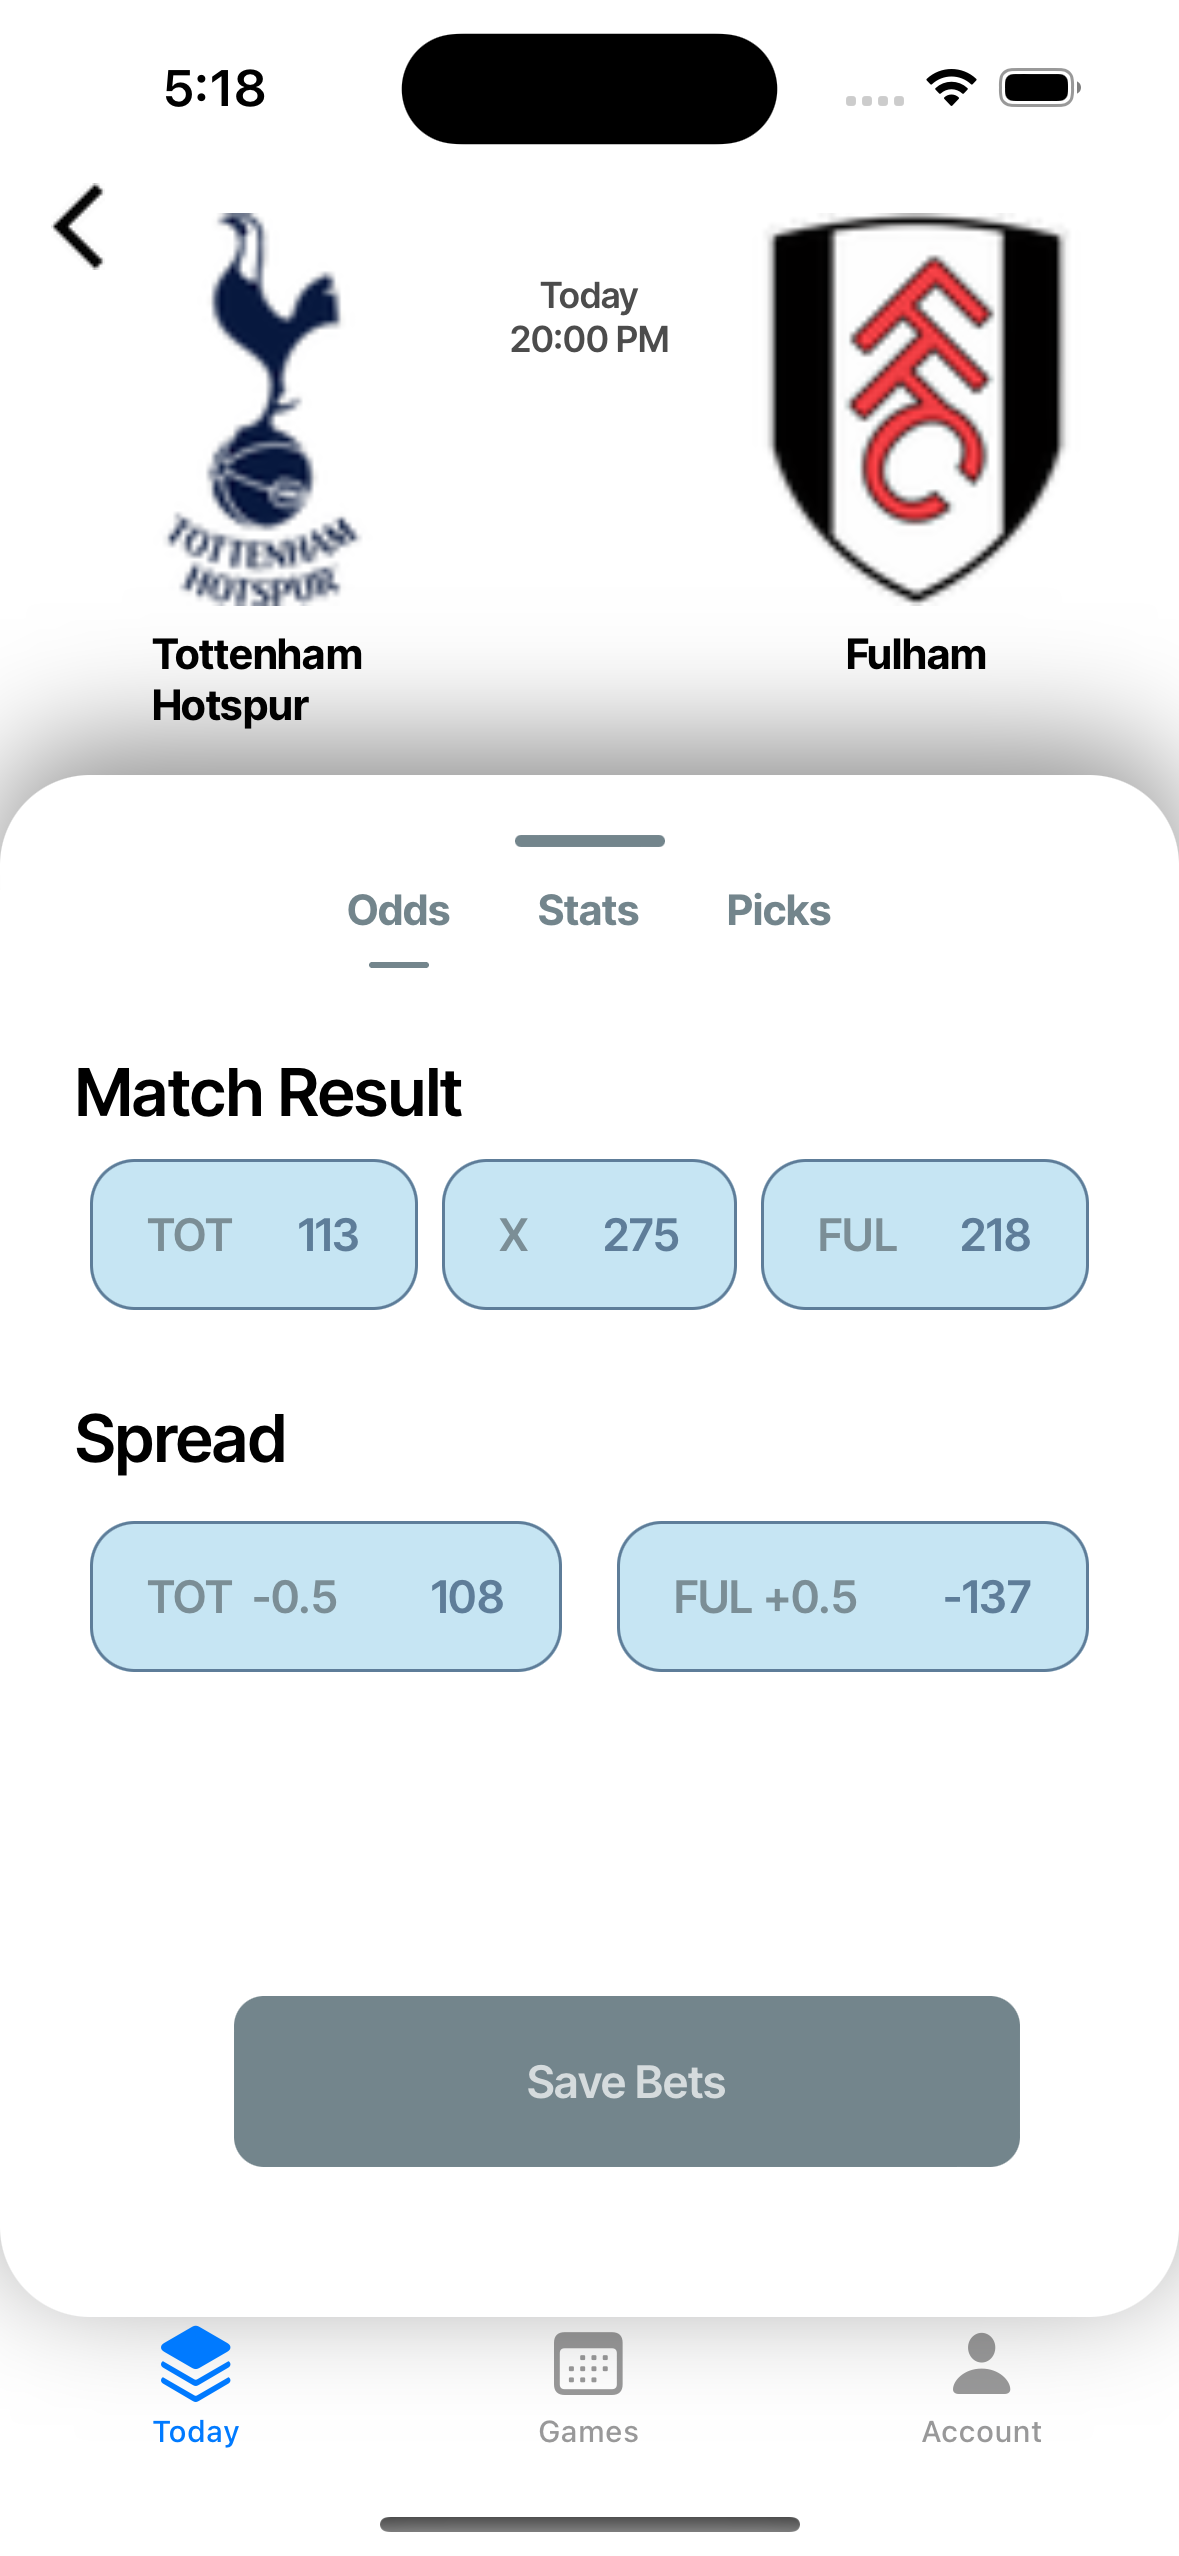 5:18
Today
20:00 PM
TOTTENHAM
HOTSPUR
FFC
Tottenham
Hotspur
Fulham
Odds Stats Picks
Match Result
TOT 113 X 275 FUL 218
Spread
TOT -0.5 108 FUL +0.5 -137
Save Bets
Today Games Account